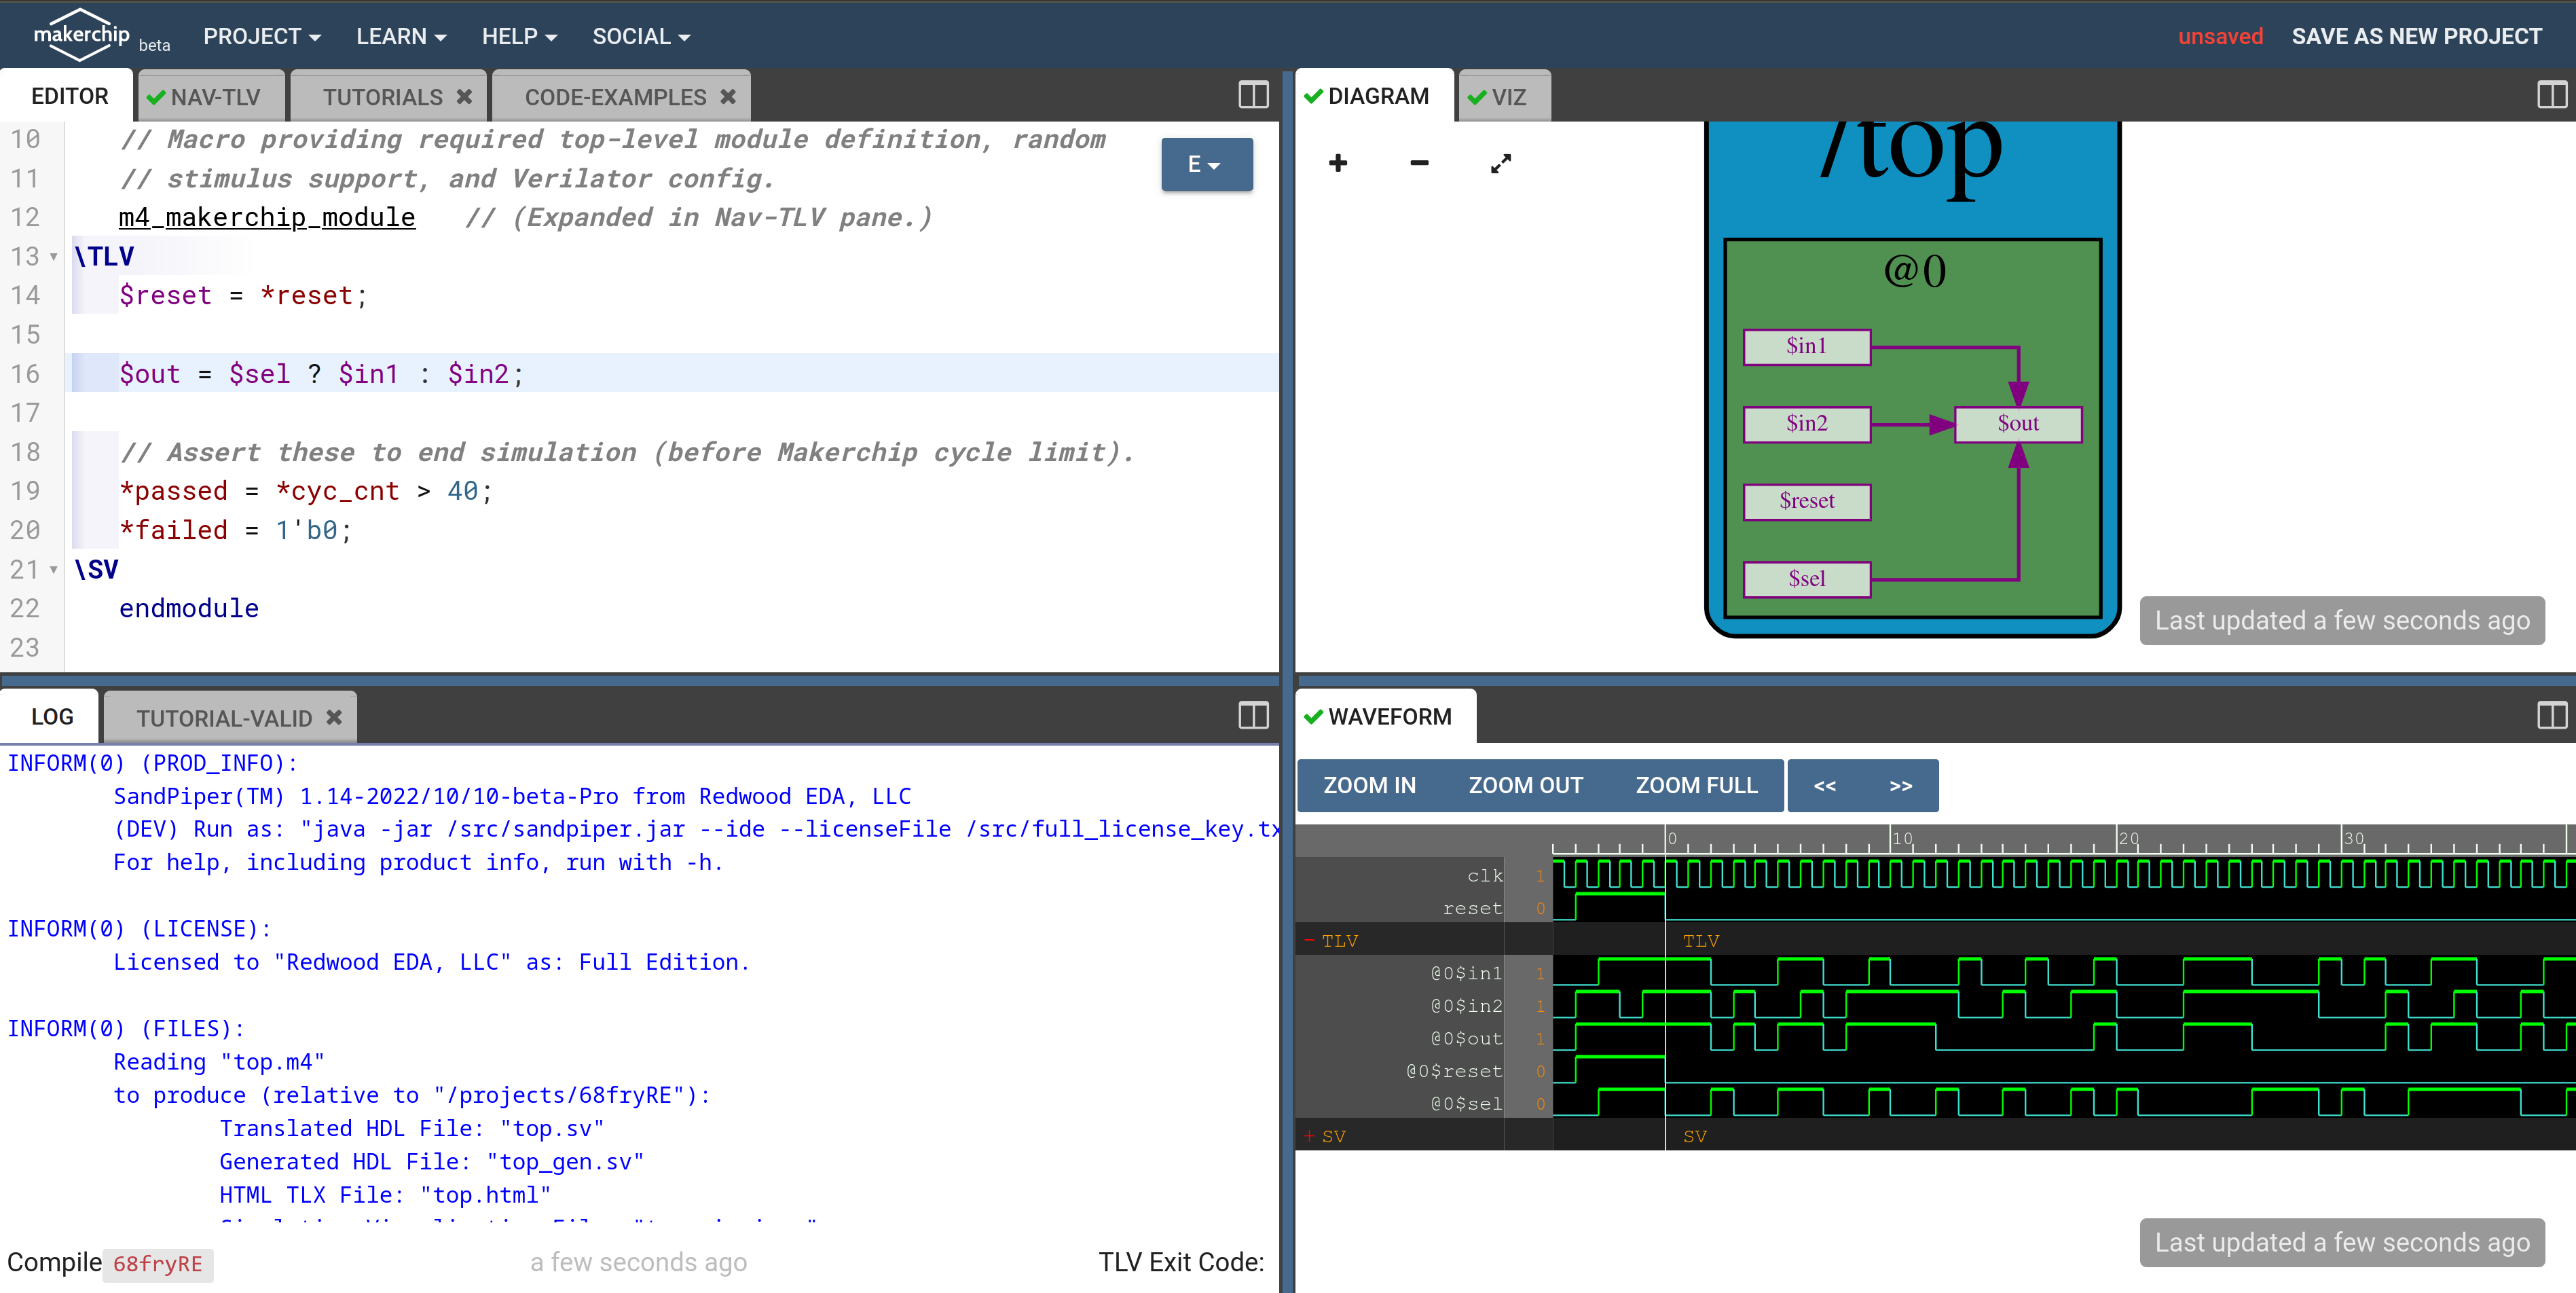 makerchip beta PROJECT LEARN HELP SOCIAL unsaved SAVE AS NEW PROJECT
EDITOR NAV-TLV TUTORIALS CODE-EXAMPLES
10 // Macro providing required top-level module definition, random
11 // stimulus support, and Verilator config.
12 m4_makerchip_module // (Expanded in Nav-TLV pane.)
13 \TLV
14 $reset = *reset;
15
16 $out = $sel ? $in1 : $in2;
17
18 // Assert these to end simulation (before Makerchip cycle limit).
19 *passed = *cyc_cnt > 40;
20 *failed = 1'b0;
21 \SV
22 endmodule
23
E
DIAGRAM VIZ
/top
@0
$in1
$in2
$out
$reset
$sel
Last updated a few seconds ago
LOG TUTORIAL-VALID
INFORM(0) (PROD_INFO):
SandPiper(TM) 1.14-2022/10/10-beta-Pro from Redwood EDA, LLC
(DEV) Run as: "java -jar /src/sandpiper.jar --ide --licenseFile /src/full_license_key.tx
For help, including product info, run with -h.
INFORM(0) (LICENSE):
Licensed to "Redwood EDA, LLC" as: Full Edition.
INFORM(0) (FILES):
Reading "top.m4"
to produce (relative to "/projects/68fryRE"):
Translated HDL File: "top.sv"
Generated HDL File: "top_gen.sv"
HTML TLX File: "top.html"
Compile 68fryRE a few seconds ago TLV Exit Code:
WAVEFORM
ZOOM IN ZOOM OUT ZOOM FULL << >>
0 10 20 30
clk 1
reset 0
- TLV TLV
@0$in1 1
@0$in2 1
@0$out 1
@0$reset 0
@0$sel 0
+ SV SV
Last updated a few seconds ago